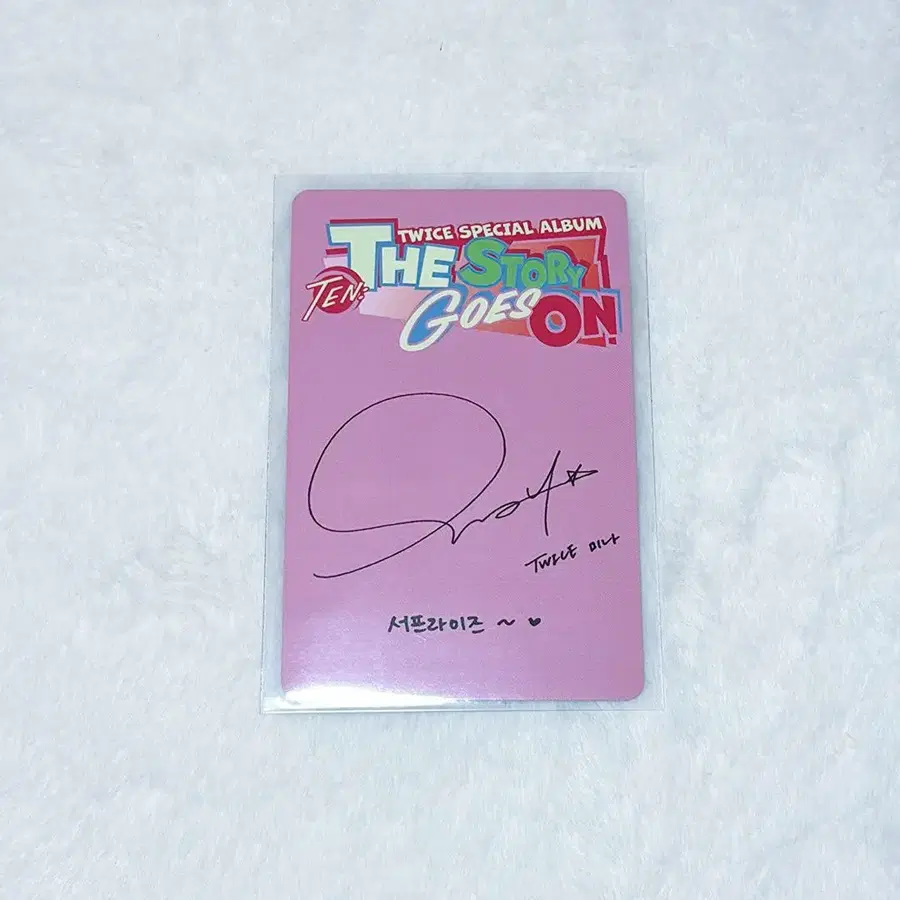 TWICE SPECIAL ALBUM
TEN: THE STORY
GOES ON
TWICE 미나
서프라이즈 ~ ♥